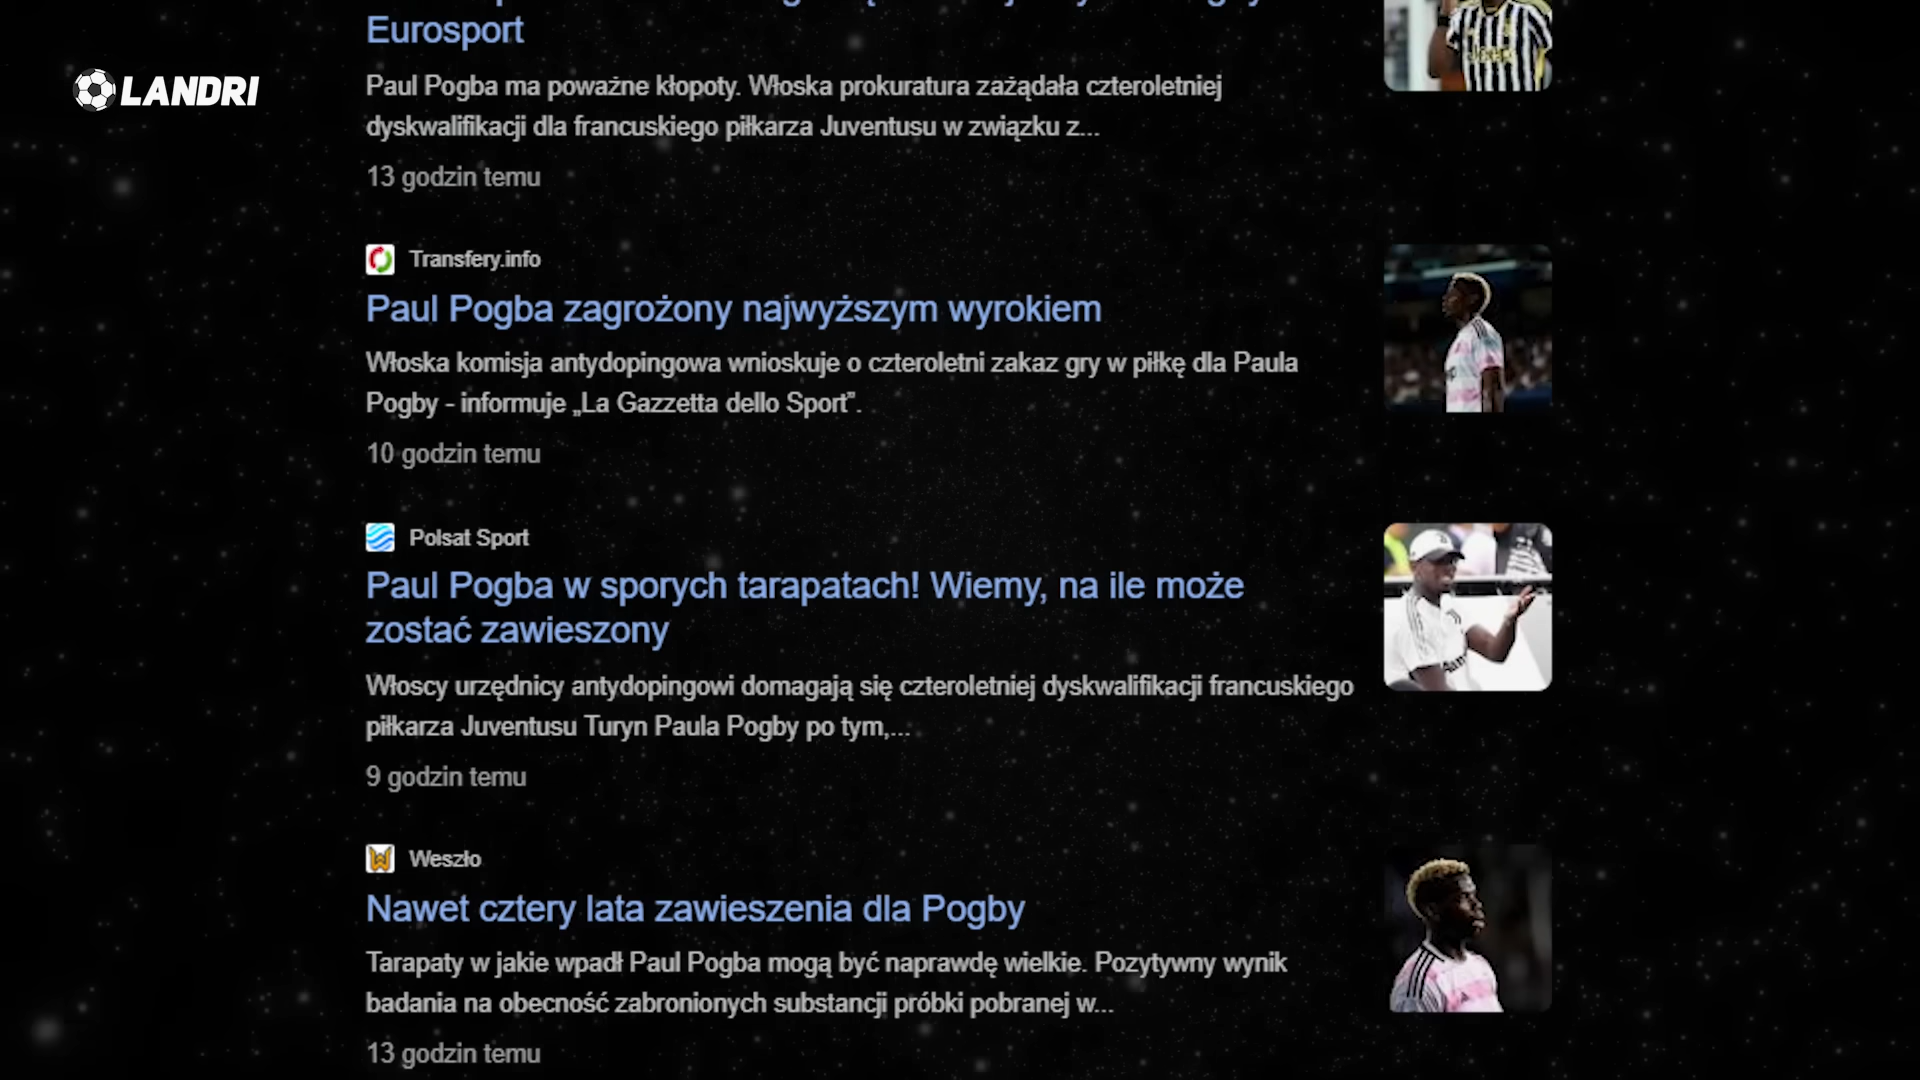 Eurosport
LANDRI
Paul Pogba ma poważne kłopoty. Włoska prokuratura zażądała czteroletniej
dyskwalifikacji dla francuskiego piłkarza Juventusu w związku z...
13 godzin temu
Transfery.info
Paul Pogba zagrożony najwyższym wyrokiem
Włoska komisja antydopingowa wnioskuje o czteroletni zakaz gry w piłkę dla Paula
Pogby - informuje „La Gazzetta dello Sport”.
10 godzin temu
Polsat Sport
Paul Pogba w sporych tarapatach! Wiemy, na ile może
zostać zawieszony
Włoscy urzędnicy antydopingowi domagają się czteroletniej dyskwalifikacji francuskiego
piłkarza Juventusu Turyn Paula Pogby po tym,...
9 godzin temu
Weszło
Nawet cztery lata zawieszenia dla Pogby
Tarapaty w jakie wpadł Paul Pogba mogą być naprawdę wielkie. Pozytywny wynik
badania na obecność zabronionych substancji próbki pobranej w...
13 godzin temu